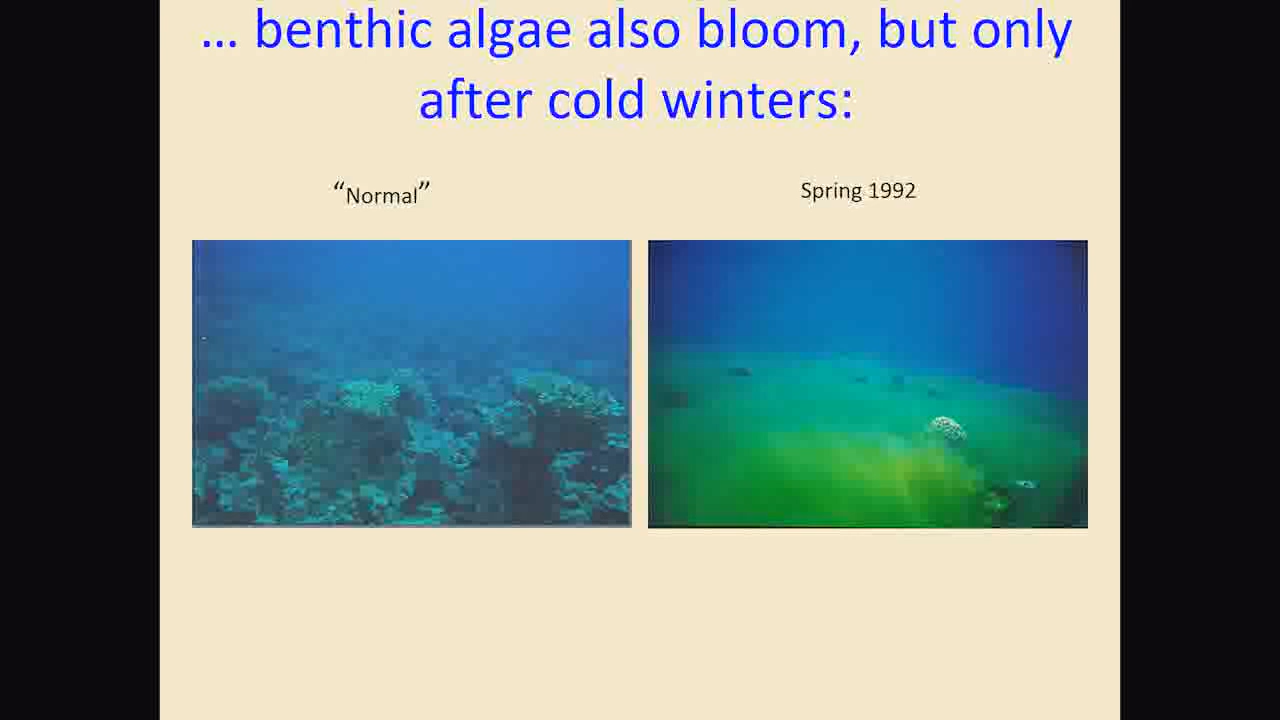 … benthic algae also bloom, but only
after cold winters:
“Normal”
Spring 1992